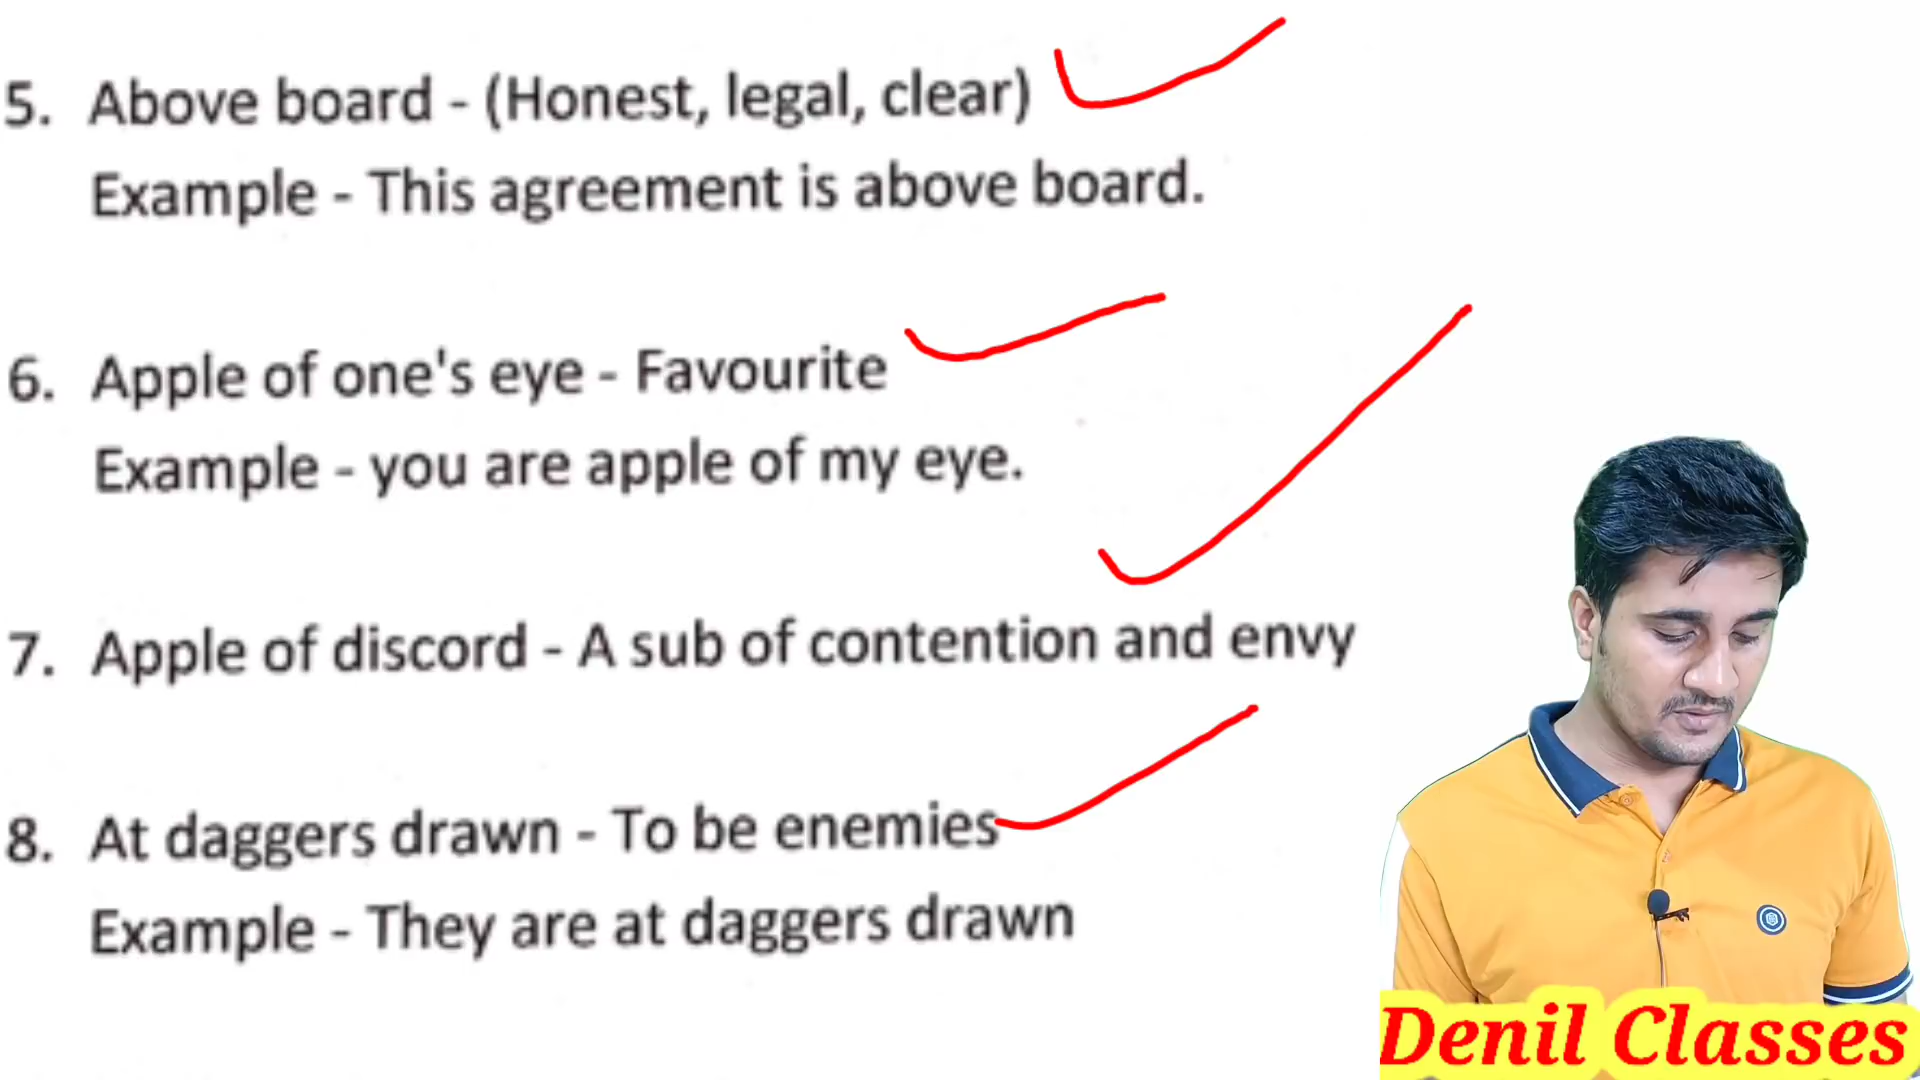 5. Above board - (Honest, legal, clear)
Example - This agreement is above board.
6. Apple of one's eye - Favourite
Example - you are apple of my eye.
7. Apple of discord - A sub of contention and envy
8. At daggers drawn - To be enemies
Example - They are at daggers drawn
Denil Classes